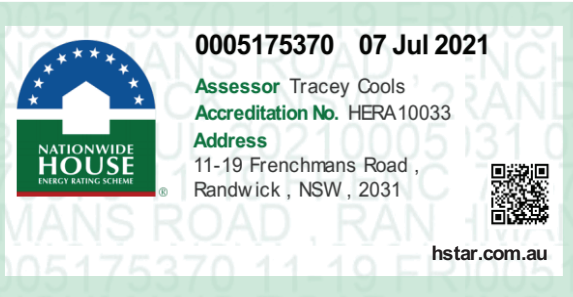 0005175370 07 Jul 2021
Assessor Tracey Cools
Accreditation No. HERA10033
Address
11-19 Frenchmans Road ,
Randwick , NSW , 2031
NATIONWIDE
HOUSE
ENERGY RATING SCHEME
®
hstar.com.au